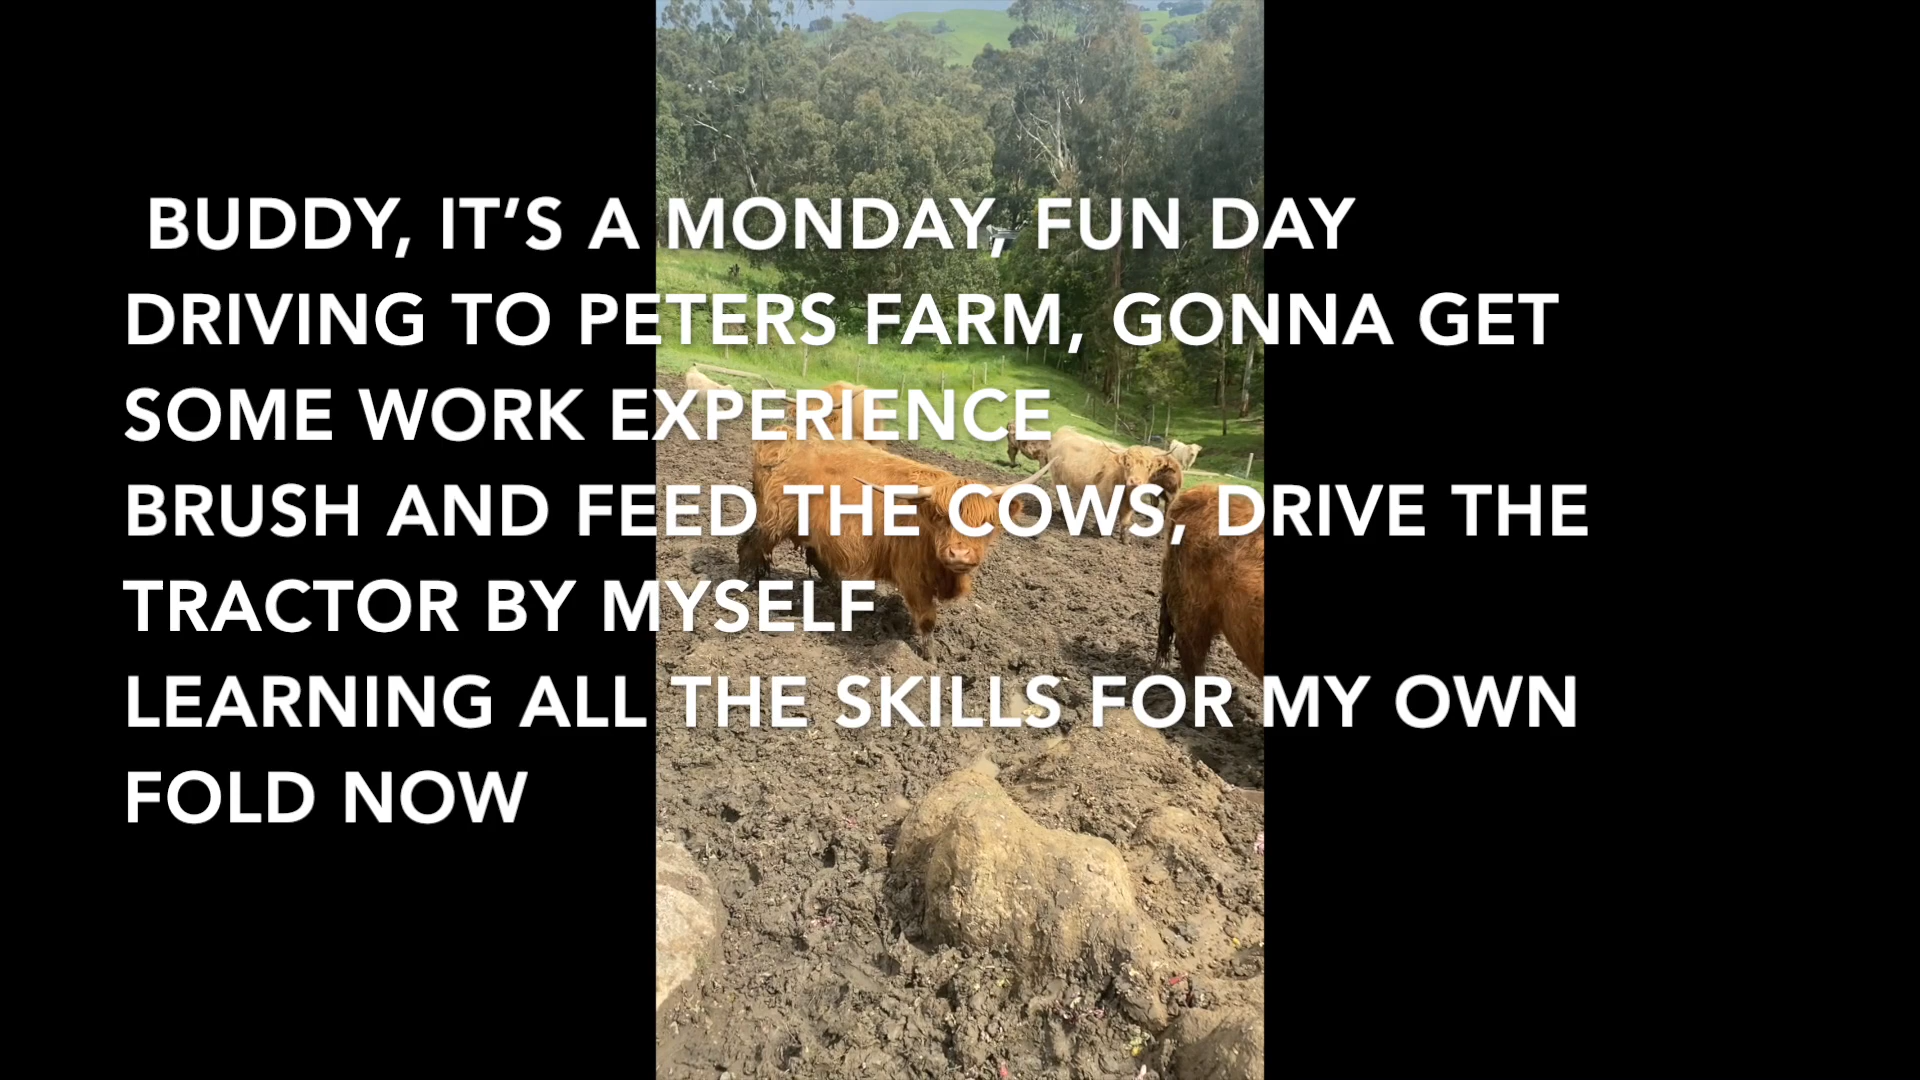 BUDDY, IT’S A MONDAY, FUN DAY
DRIVING TO PETERS FARM, GONNA GET
SOME WORK EXPERIENCE
BRUSH AND FEED THE COWS, DRIVE THE
TRACTOR BY MYSELF
LEARNING ALL THE SKILLS FOR MY OWN
FOLD NOW